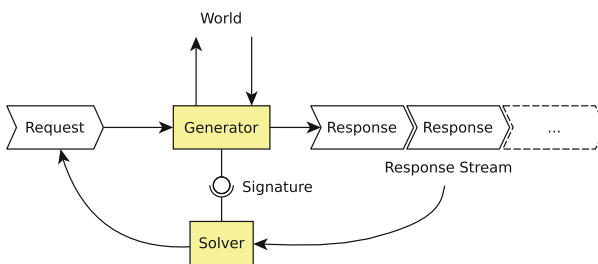 World
Request
Generator
Response
Response
...
Response Stream
Signature
Solver